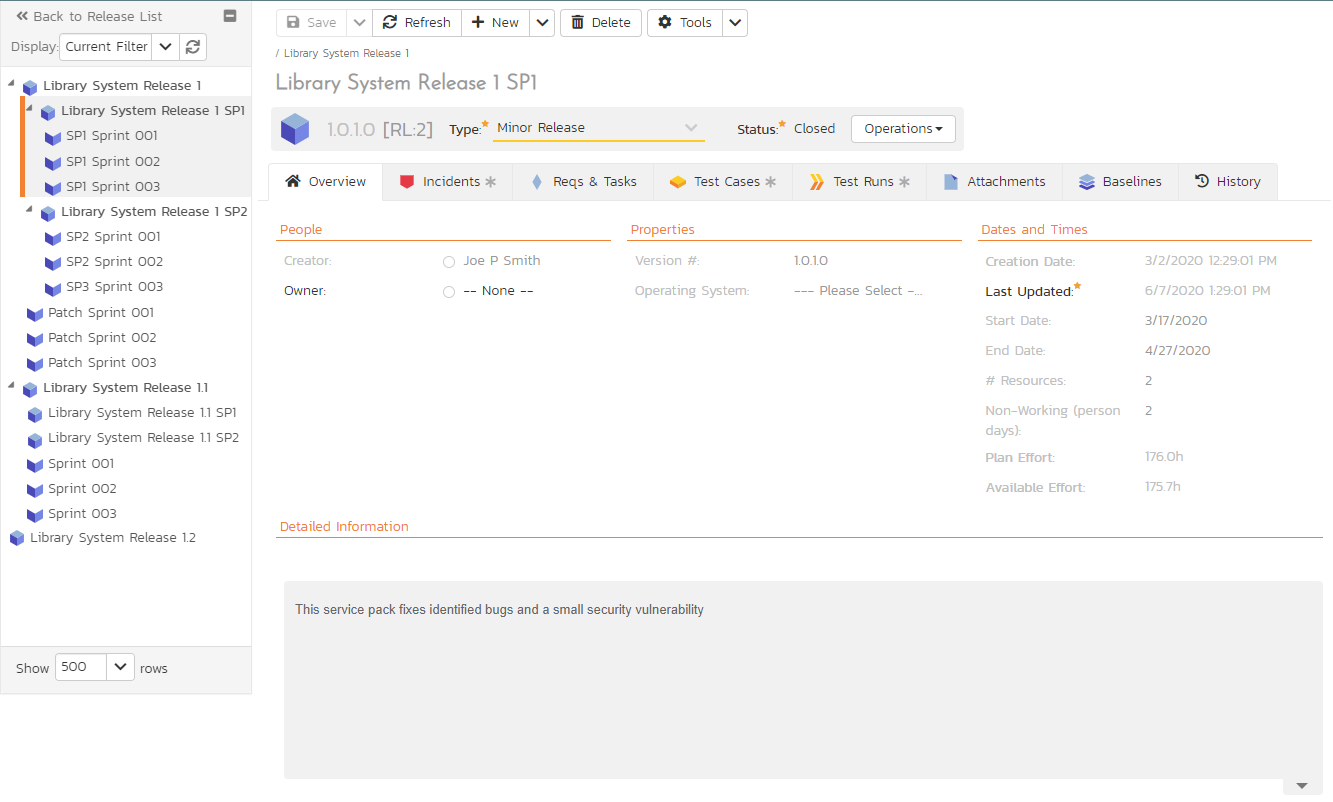 Back to Release List
Display: Current Filter
Library System Release 1
Library System Release 1 SP1
SP1 Sprint 001
SP1 Sprint 002
SP1 Sprint 003
Library System Release 1 SP2
SP2 Sprint 001
SP2 Sprint 002
SP3 Sprint 003
Patch Sprint 001
Patch Sprint 002
Patch Sprint 003
Library System Release 1.1
Library System Release 1.1 SP1
Library System Release 1.1 SP2
Sprint 001
Sprint 002
Sprint 003
Library System Release 1.2
Show 500 rows
Save Refresh New Delete Tools
/ Library System Release 1
Library System Release 1 SP1
1.0.1.0 [RL:2] Type: Minor Release Status: Closed Operations
Overview Incidents Reqs & Tasks Test Cases Test Runs Attachments Baselines History
People
Creator: Joe P Smith
Owner: -- None --
Properties
Version #: 1.0.1.0
Operating System: --- Please Select -...
Dates and Times
Creation Date: 3/2/2020 12:29:01 PM
Last Updated: 6/7/2020 1:29:01 PM
Start Date: 3/17/2020
End Date: 4/27/2020
# Resources: 2
Non-Working (person 2
days):
Plan Effort: 176.0h
Available Effort: 175.7h
Detailed Information
This service pack fixes identified bugs and a small security vulnerability